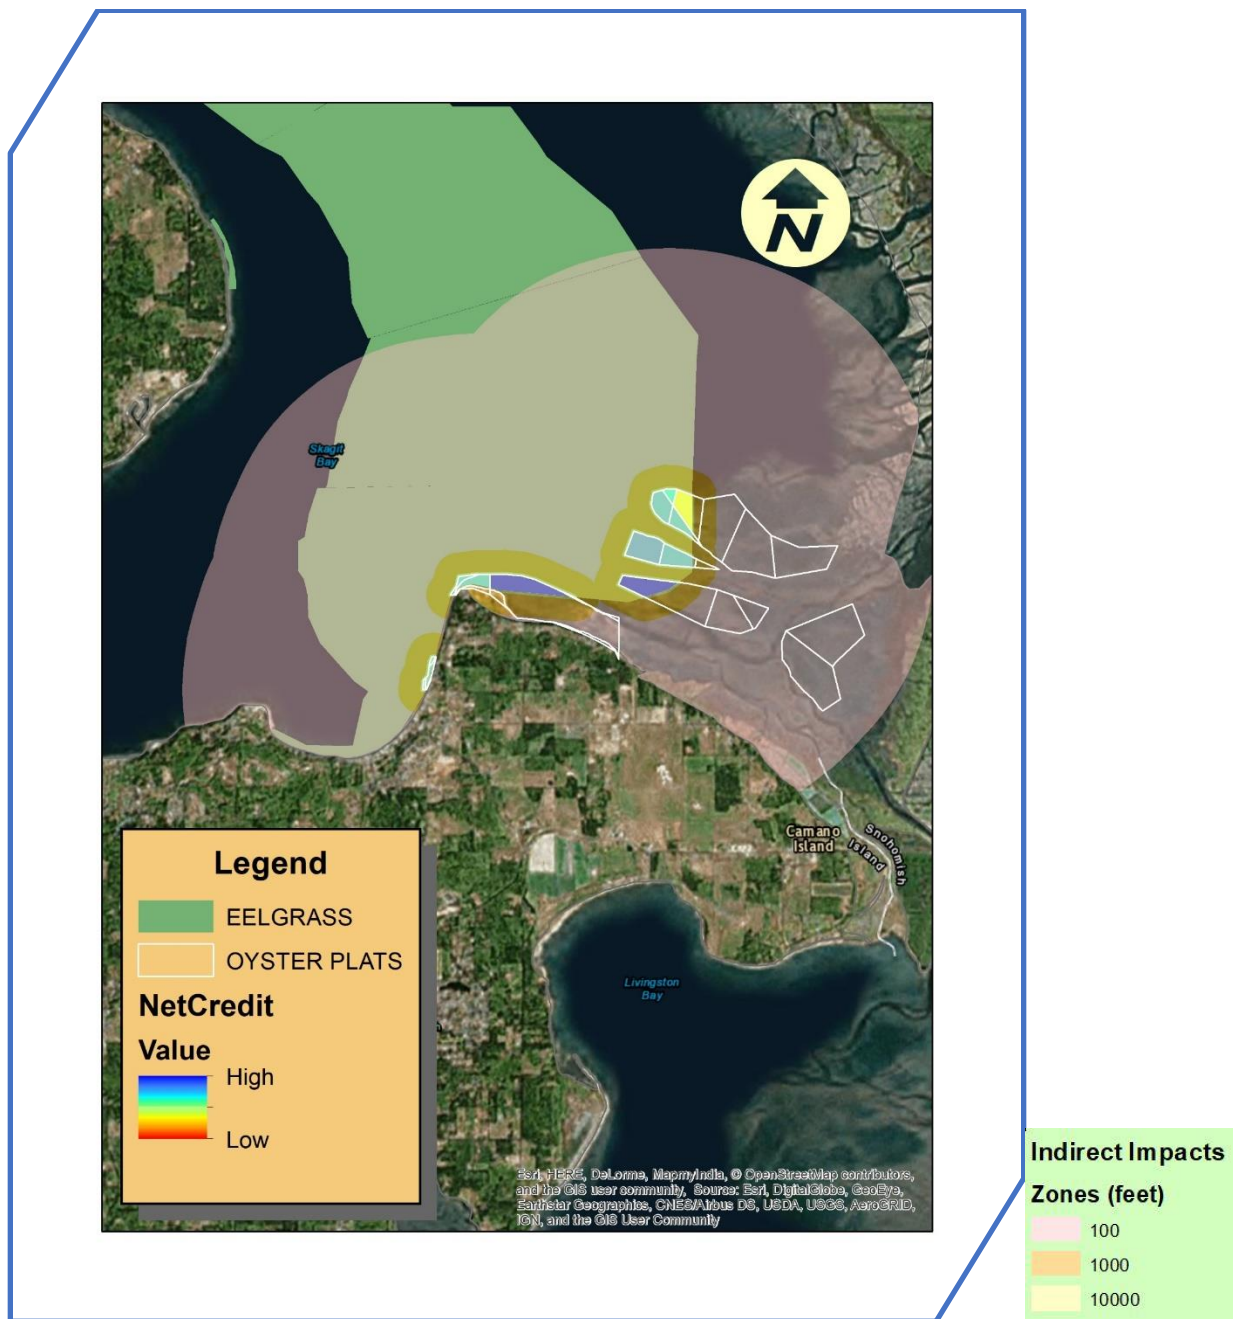 N
Skagit
Bay
Camano
Island
Snohomish
Island
Livingston
Bay
Legend
EELGRASS
OYSTER PLATS
NetCredit
Value
High
Low
Esri, HERE, DeLorme, MapmyIndia, © OpenStreetMap contributors,
and the GIS user community, Source: Esri, DigitalGlobe, GeoEye,
Earthstar Geographics, CNES/Airbus DS, USDA, USGS, AeroGRID,
IGN, and the GIS User Community
Indirect Impacts
Zones (feet)
100
1000
10000